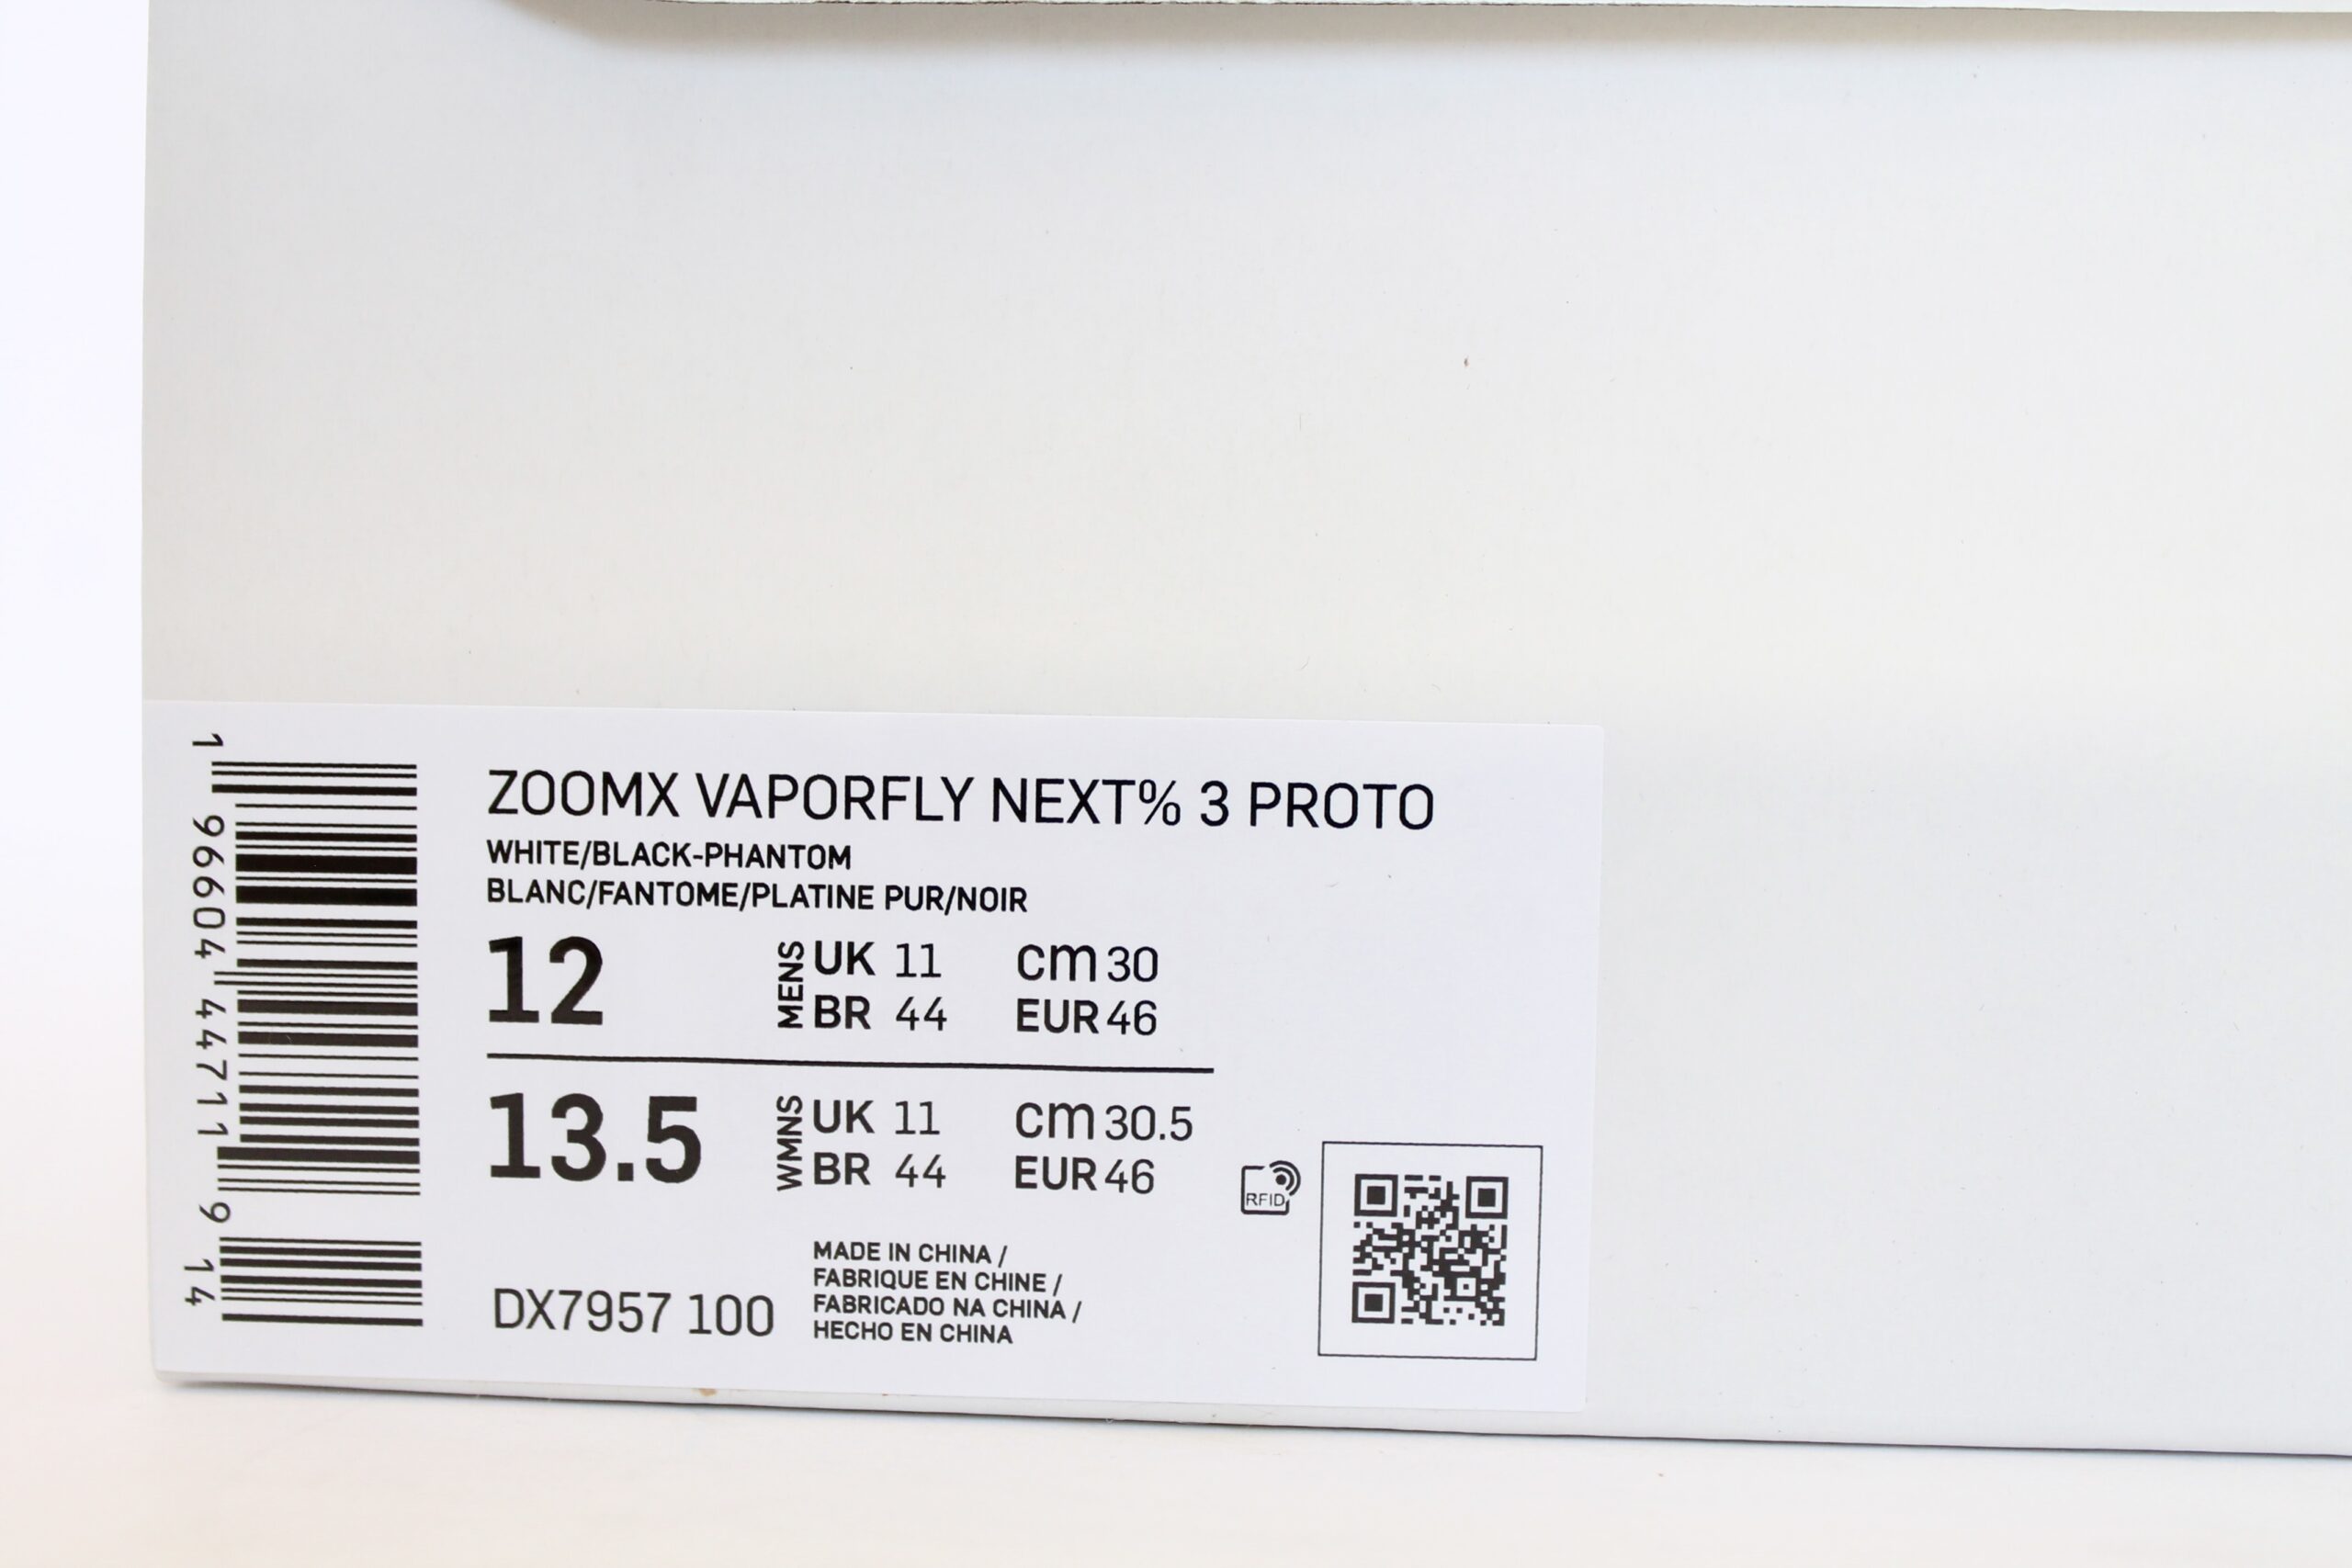 1 96604 44711 9 14
ZOOMX VAPORFLY NEXT% 3 PROTO
WHITE/BLACK-PHANTOM
BLANC/FANTOME/PLATINE PUR/NOIR
12 MENS UK 11 cm 30
BR 44 EUR 46
13.5 WMNS UK 11 cm 30.5
BR 44 EUR 46
RFID
DX7957 100
MADE IN CHINA /
FABRIQUE EN CHINE /
FABRICADO NA CHINA /
HECHO EN CHINA